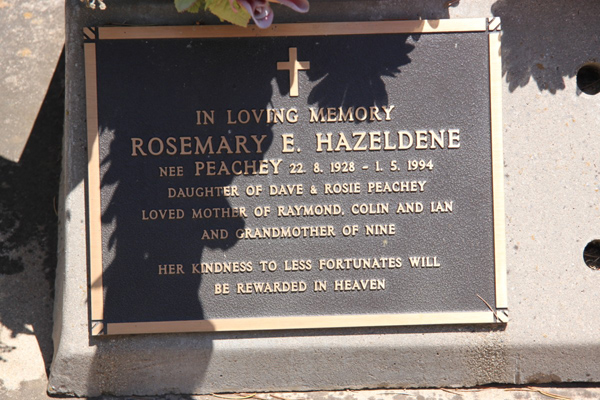 IN LOVING MEMORY
ROSEMARY E. HAZELDENE
NEE PEACHEY 22. 8. 1928 - 1. 5. 1994
DAUGHTER OF DAVE & ROSIE PEACHEY
LOVED MOTHER OF RAYMOND, COLIN AND IAN
AND GRANDMOTHER OF NINE
HER KINDNESS TO LESS FORTUNATES WILL
BE REWARDED IN HEAVEN